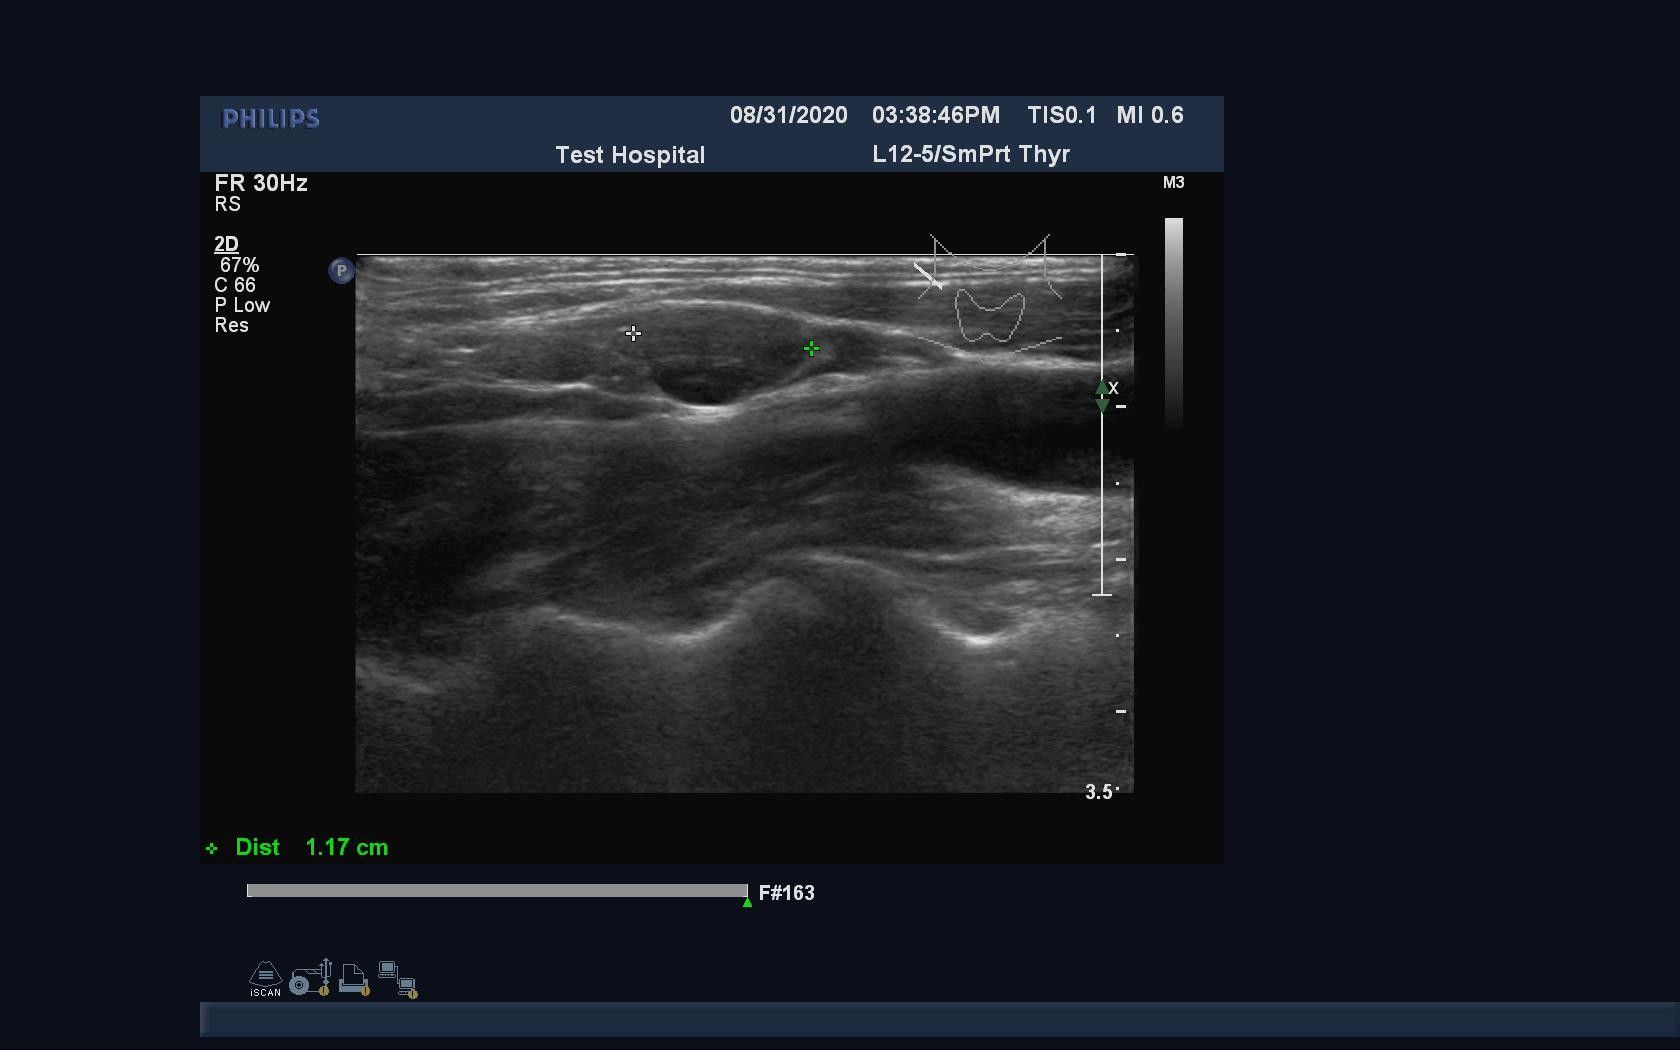 PHILIPS
08/31/2020 03:38:46PM TIS0.1 MI 0.6
Test Hospital L12-5/SmPrt Thyr
FR 30Hz
RS
M3
2D
67%
C 66
P Low
Res
P
X
3.5
Dist 1.17 cm
F#163
iSCAN